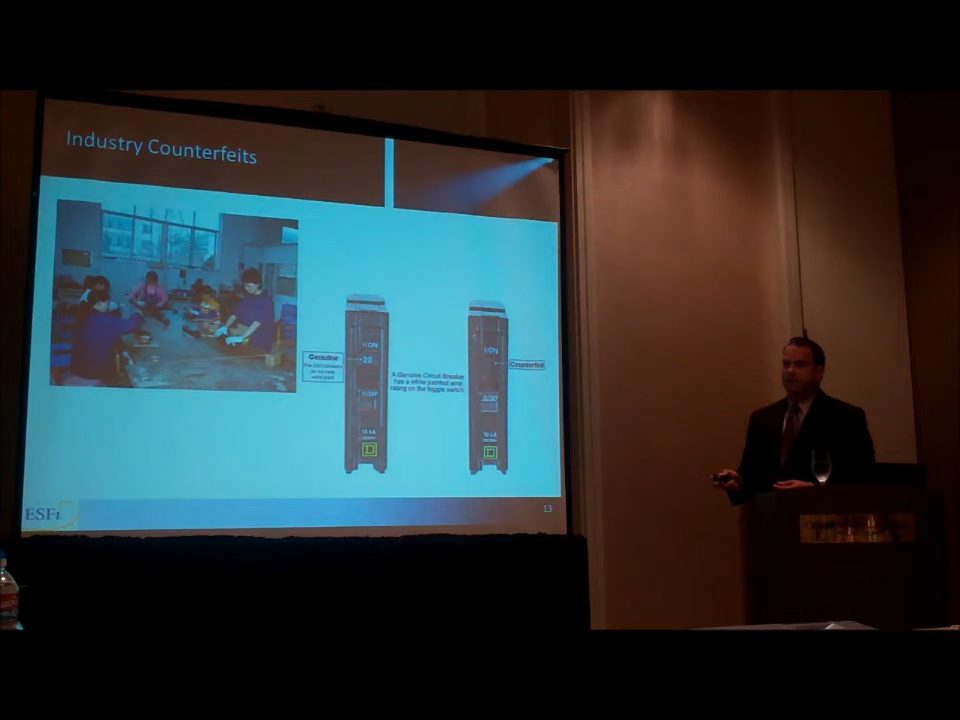 Industry Counterfeits
Genuine
I/ON
20
O/OFF
10 kA
A Genuine Circuit Breaker
has a white painted amp
rating on the toggle switch
I/ON
Counterfeit
O/OFF
10 kA
ESFi
13